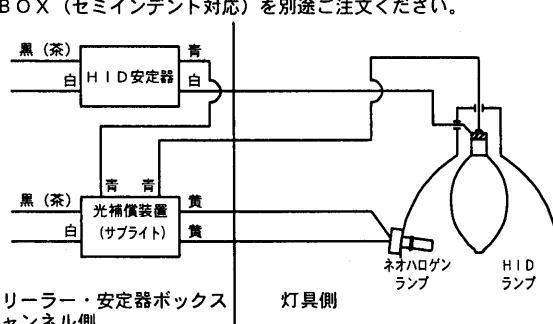 BOX（セミインデント対応）を別途ご注文ください。
黒（茶）
青
白
HID安定器
白
青
青
黒（茶）
光補償装置
黄
白
（サブライト）
黄
ネオハロゲン
ランプ
HID
ランプ
リーラー・安定器ボックス
灯具側
ャンネル側